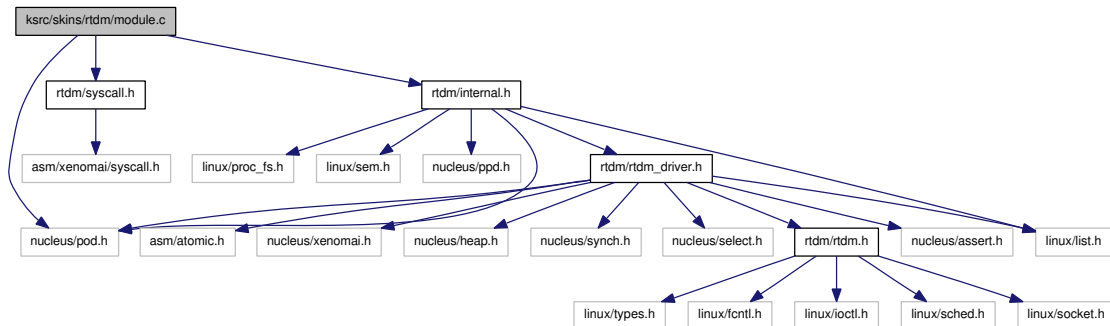 ksrc/skins/rtdm/module.c
rtdm/syscall.h
rtdm/internal.h
asm/xenomai/syscall.h
linux/proc_fs.h
linux/sem.h
nucleus/ppd.h
rtdm/rtdm_driver.h
nucleus/pod.h
asm/atomic.h
nucleus/xenomai.h
nucleus/heap.h
nucleus/synch.h
nucleus/select.h
rtdm/rtdm.h
nucleus/assert.h
linux/list.h
linux/types.h
linux/fcntl.h
linux/ioctl.h
linux/sched.h
linux/socket.h